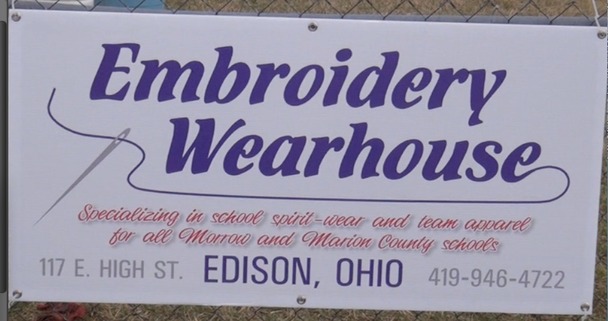 Embroidery
Wearhouse
Specializing in school spirit-wear and team apparel
for all Morrow and Marion County schools
117 E. HIGH ST. EDISON, OHIO 419-946-4722